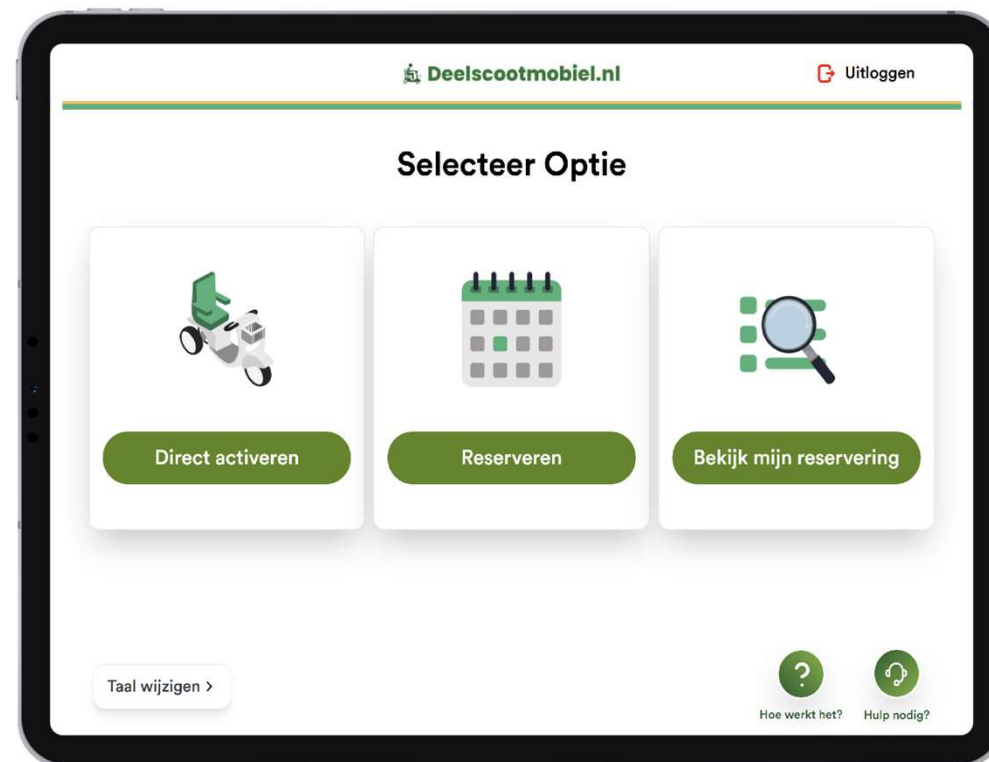 Deelscootmobiel.nl
Uitloggen
Selecteer Optie
Direct activeren
Reserveren
Bekijk mijn reservering
Taal wijzigen >
Hoe werkt het?
Hulp nodig?